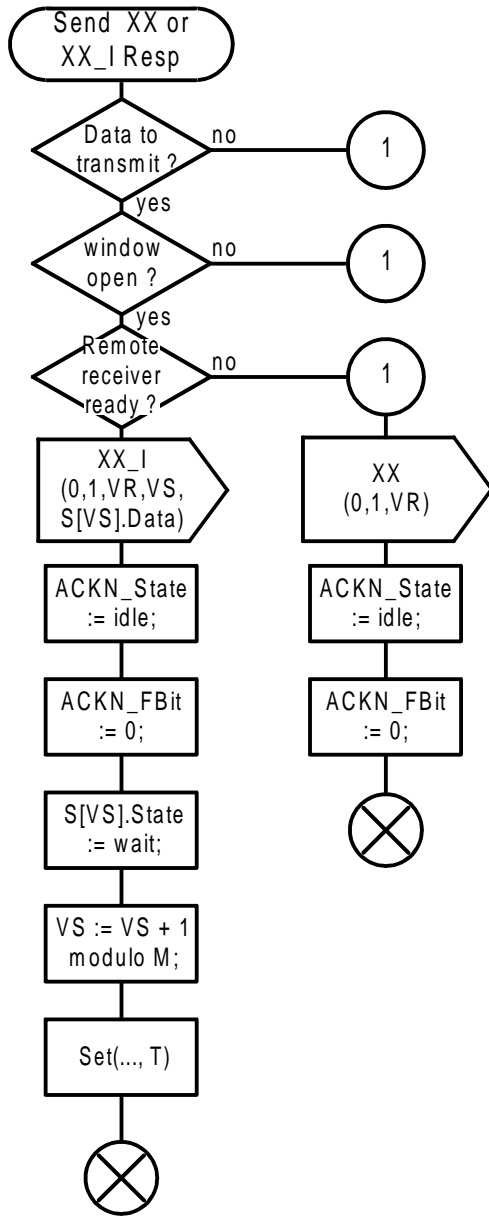 Send XX or
XX_I Resp
Data to
transmit ?
no
1
yes
window
open ?
no
1
yes
Remote
receiver
ready ?
no
1
XX_I
(0,1,VR,VS,
S[VS].Data)
XX
(0,1,VR)
ACKN_State
:= idle;
ACKN_State
:= idle;
ACKN_FBit
:= 0;
ACKN_FBit
:= 0;
S[VS].State
:= wait;
VS := VS + 1
modulo M;
Set(..., T)